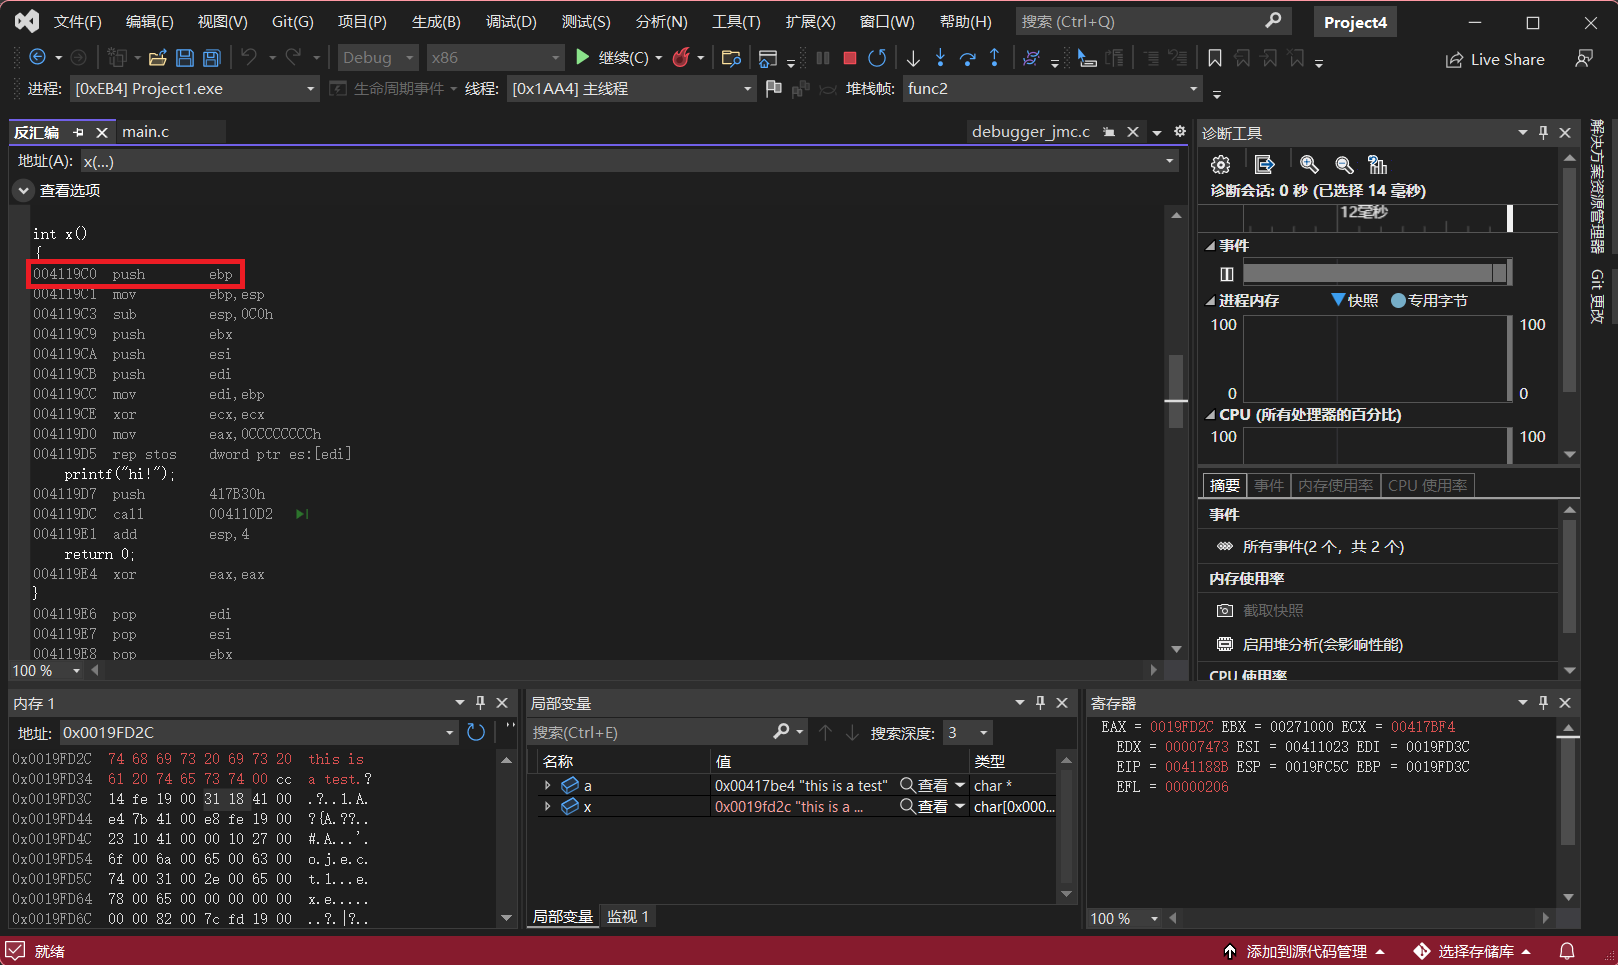 文件(F) 编辑(E) 视图(V) Git(G) 项目(P) 生成(B) 调试(D) 测试(S) 分析(N) 工具(T) 扩展(X) 窗口(W) 帮助(H) 搜索 (Ctrl+Q) Project4
Debug x86 继续(C) Live Share
进程: [0xEB4] Project1.exe 生命周期事件 线程: [0x1AA4] 主线程 堆栈帧: func2
反汇编 main.c debugger_jmc.c
地址(A): x(...)
查看选项
int x()
{
004119C0 push ebp
004119C1 mov ebp,esp
004119C3 sub esp,0C0h
004119C9 push ebx
004119CA push esi
004119CB push edi
004119CC mov edi,ebp
004119CE xor ecx,ecx
004119D0 mov eax,0CCCCCCCCh
004119D5 rep stos dword ptr es:[edi]
printf("hi!");
004119D7 push 417B30h
004119DC call 004110D2
004119E1 add esp,4
return 0;
004119E4 xor eax,eax
}
004119E6 pop edi
004119E7 pop esi
004119E8 pop ebx
100 %
诊断工具
诊断会话: 0 秒 (已选择 14 毫秒)
12毫秒
事件
进程内存 快照 专用字节
100 100
0 0
CPU (所有处理器的百分比)
100 100
摘要 事件 内存使用率 CPU 使用率
事件
所有事件(2 个，共 2 个)
内存使用率
截取快照
启用堆分析(会影响性能)
CPU 使用率
解决方案资源管理器
Git 更改
内存 1
地址: 0x0019FD2C
0x0019FD2C 74 68 69 73 20 69 73 20 this is
0x0019FD34 61 20 74 65 73 74 00 cc a test.?
0x0019FD3C 14 fe 19 00 31 18 41 00 .?..1.A.
0x0019FD44 e4 7b 41 00 e8 fe 19 00 ?{A.??..
0x0019FD4C 23 10 41 00 00 10 27 00 #.A...'.
0x0019FD54 6f 00 6a 00 65 00 63 00 o.j.e.c.
0x0019FD5C 74 00 31 00 2e 00 65 00 t.1...e.
0x0019FD64 78 00 65 00 00 00 00 00 x.e.....
0x0019FD6C 00 00 82 00 7c fd 19 00 ..?.|?..
局部变量
搜索(Ctrl+E) 搜索深度: 3
名称 值 类型
a 0x00417be4 "this is a test" 查看 char *
x 0x0019fd2c "this is a ... 查看 char[0x000...
局部变量 监视 1
寄存器
EAX = 0019FD2C EBX = 00271000 ECX = 00417BF4
EDX = 00007473 ESI = 00411023 EDI = 0019FD3C
EIP = 0041188B ESP = 0019FC5C EBP = 0019FD3C
EFL = 00000206
100 %
就绪 添加到源代码管理 选择存储库